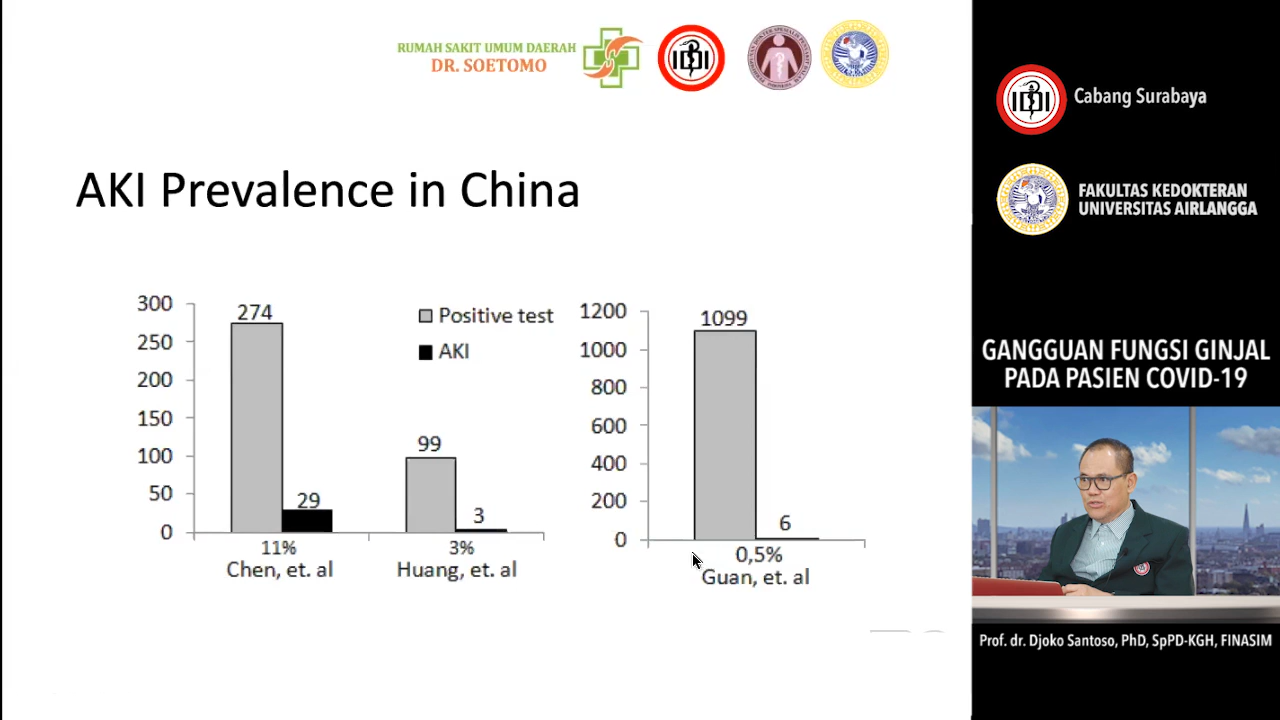 RUMAH SAKIT UMUM DAERAH
DR. SOETOMO
IDI
AKI Prevalence in China
300
250
200
150
100
50
0
274
29
99
3
Positive test
AKI
11%
3%
Chen, et. al
Huang, et. al
1200
1000
800
600
400
200
0
1099
6
0,5%
Guan, et. al
IDI
Cabang Surabaya
FAKULTAS KEDOKTERAN
UNIVERSITAS AIRLANGGA
GANGGUAN FUNGSI GINJAL
PADA PASIEN COVID-19
Prof. dr. Djoko Santoso, PhD, SpPD-KGH, FINASIM